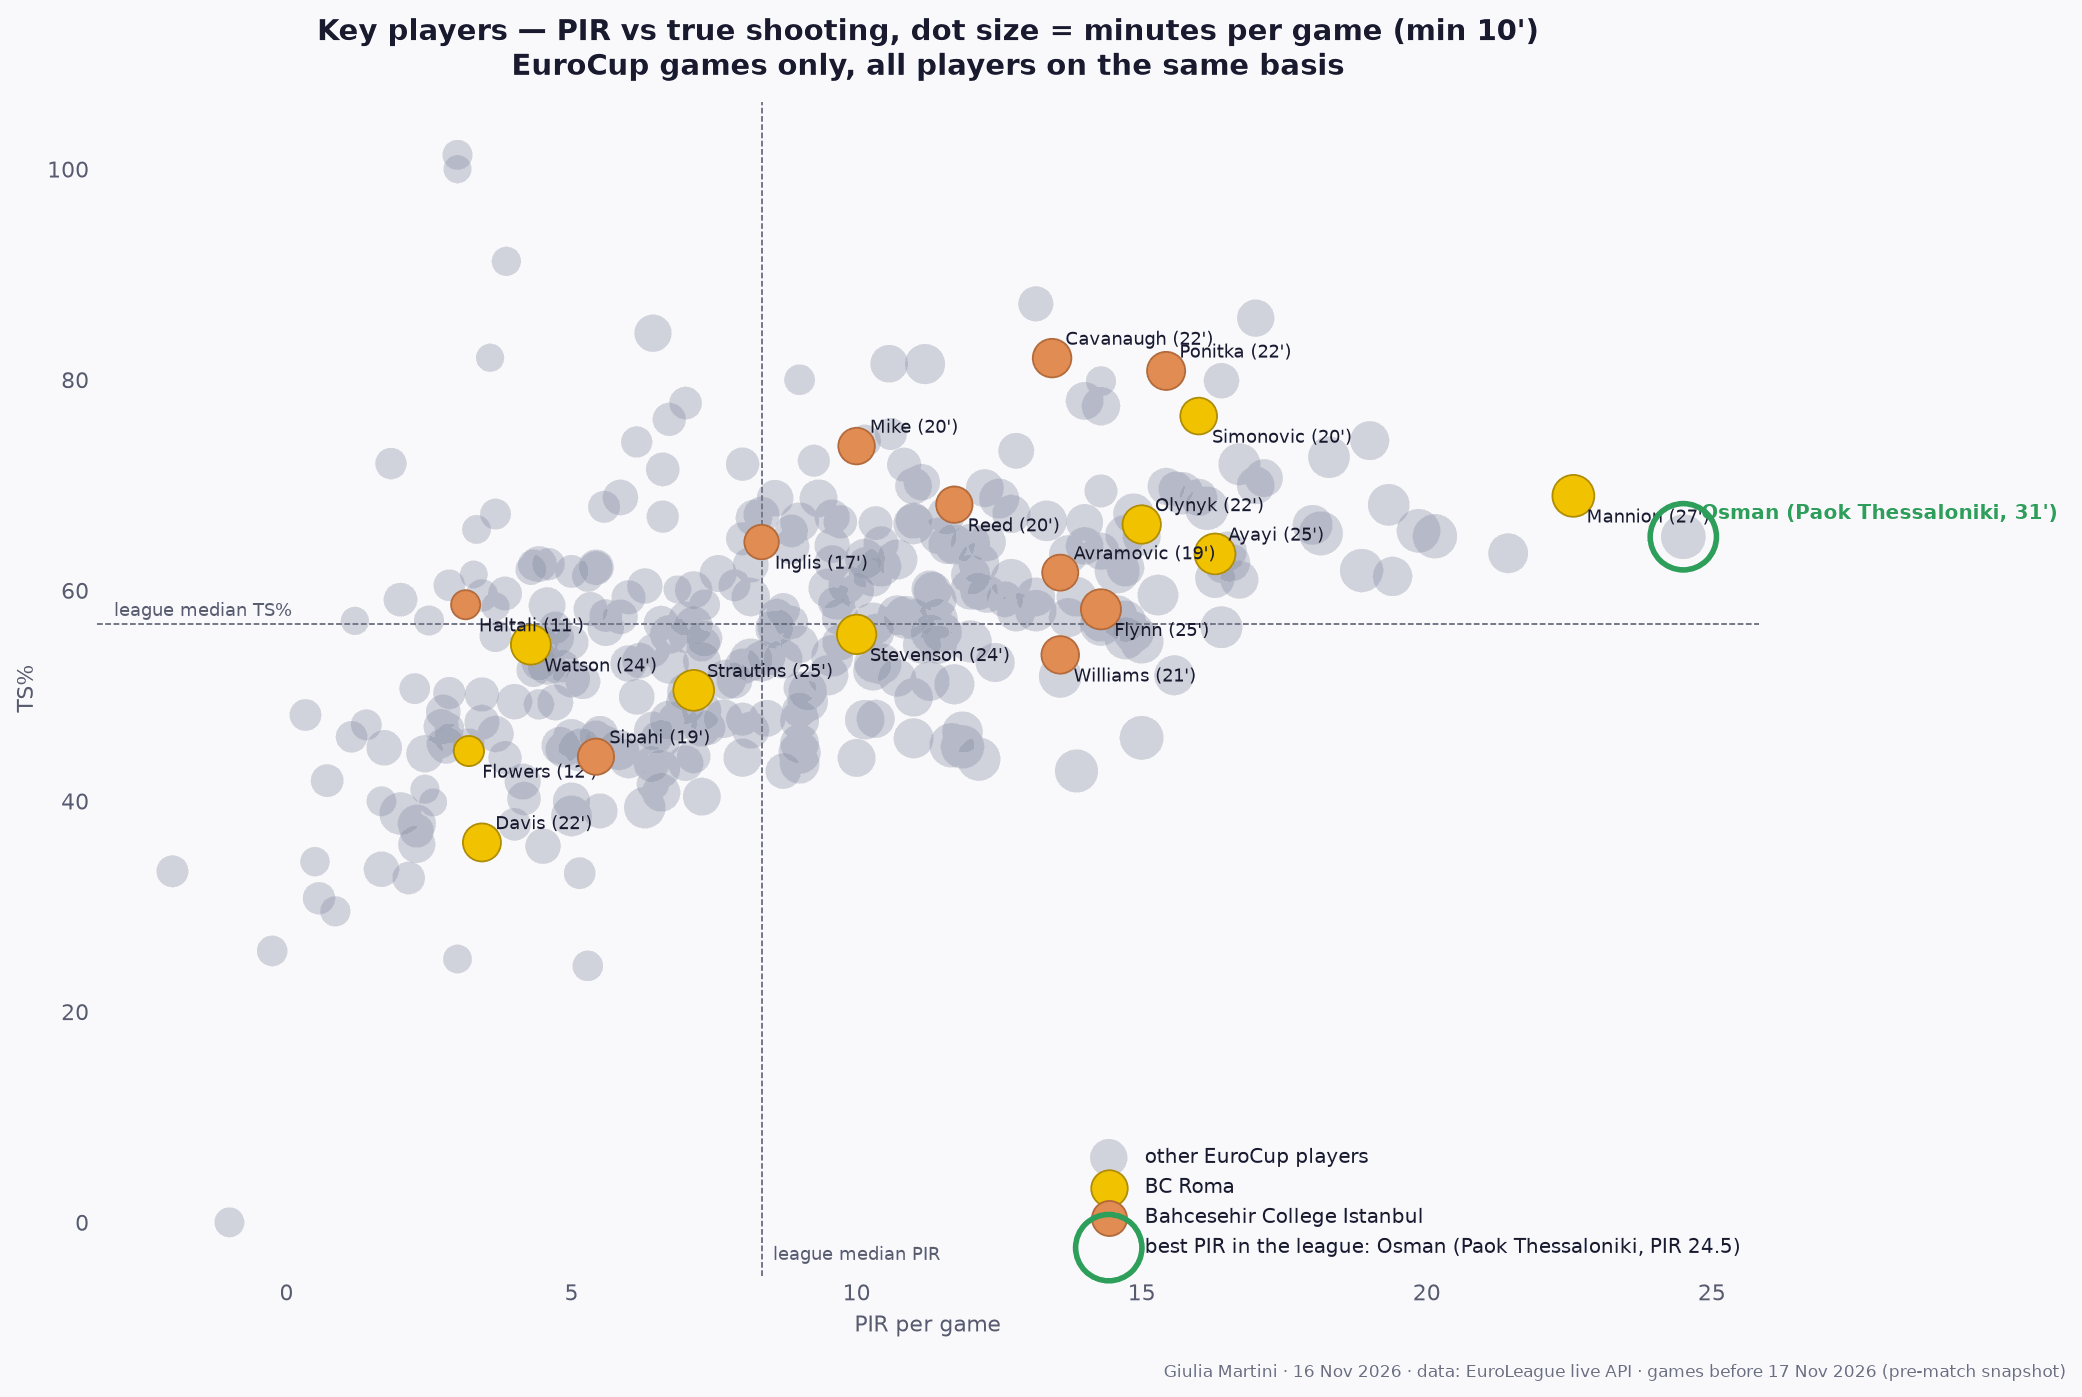 Key players — PIR vs true shooting, dot size = minutes per game (min 10')
EuroCup games only, all players on the same basis
100
80
60
40
20
0
TS%
Cavanaugh (22')
Ponitka (22')
Mike (20')
Simonovic (20')
Olynyk (22')
Mannion (27')
Osman (Paok Thessaloniki, 31')
Reed (20')
Ayayi (25')
Avramovic (19')
Inglis (17')
league median TS%
Haltali (11')
Flynn (25')
Watson (24')
Stevenson (24')
Strautins (25')
Williams (21')
Sipahi (19')
Flowers (12')
Davis (22')
other EuroCup players
BC Roma
Bahcesehir College Istanbul
best PIR in the league: Osman (Paok Thessaloniki, PIR 24.5)
league median PIR
0 5 10 15 20 25
PIR per game
Giulia Martini · 16 Nov 2026 · data: EuroLeague live API · games before 17 Nov 2026 (pre-match snapshot)